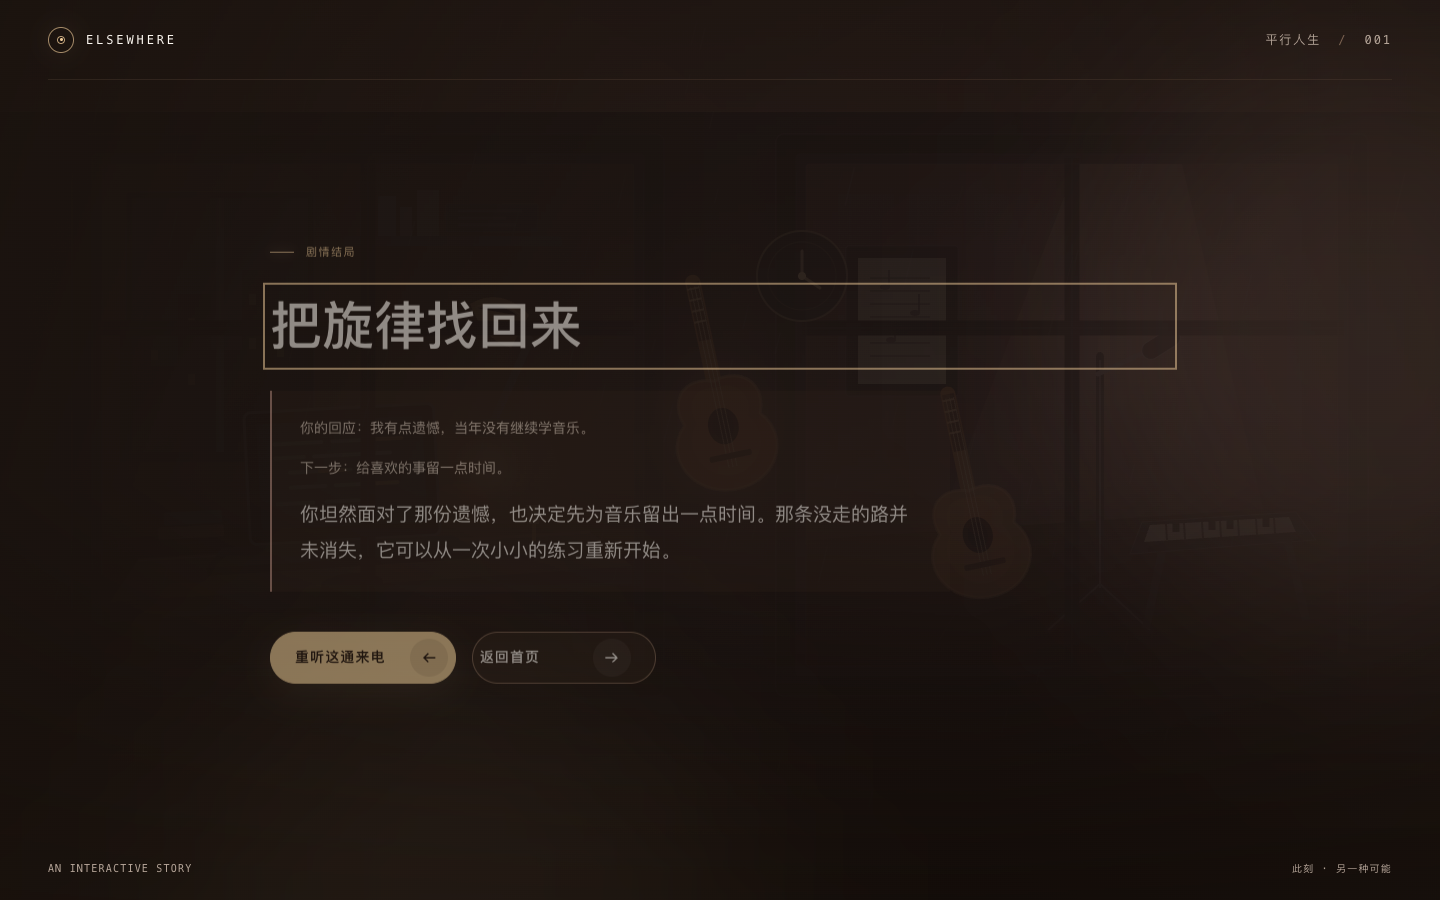 ELSEWHERE
平行人生 / 001
剧情结局
把旋律找回来
你的回应：我有点遗憾，当年没有继续学音乐。
下一步：给喜欢的事留一点时间。
你坦然面对了那份遗憾，也决定先为音乐留出一点时间。那条没走的路并
未消失，它可以从一次小小的练习重新开始。
重听这通来电 ←
返回首页 →
AN INTERACTIVE STORY
此刻 · 另一种可能